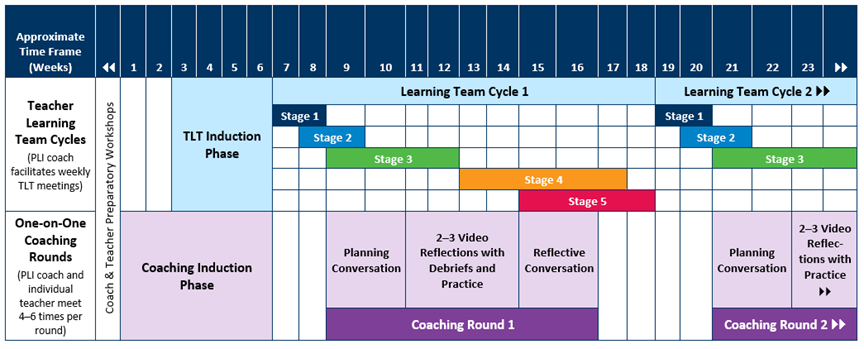 Approximate
Time Frame
(Weeks)
◀◀ 1 2 3 4 5 6 7 8 9 10 11 12 13 14 15 16 17 18 19 20 21 22 23 ▶▶
Teacher
Learning
Team Cycles
(PLI coach
facilitates weekly
TLT meetings)
Coach & Teacher Preparatory Workshops
TLT Induction
Phase
Learning Team Cycle 1
Stage 1
Stage 2
Stage 3
Stage 4
Stage 5
Learning Team Cycle 2 ▶▶
Stage 1
Stage 2
Stage 3
One-on-One
Coaching
Rounds
(PLI coach and
individual
teacher meet
4–6 times per
round)
Coaching Induction
Phase
Planning
Conversation
2–3 Video
Reflections with
Debriefs and
Practice
Reflective
Conversation
Coaching Round 1
Planning
Conversation
2–3 Video
Reflec-
tions with
Practice
▶▶
Coaching Round 2 ▶▶